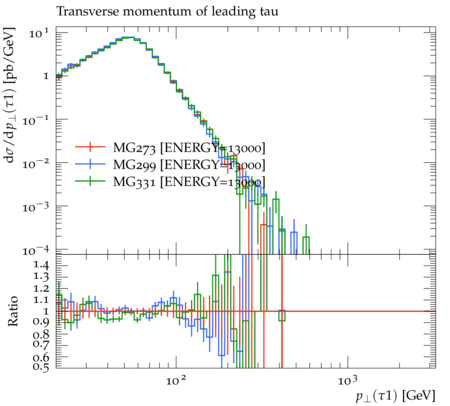 Transverse momentum of leading tau
dσ/dp⊥(τ1) [pb/GeV]
10¹
1
10⁻¹
10⁻²
10⁻³
10⁻⁴
MG273 [ENERGY=13000]
MG299 [ENERGY=13000]
MG331 [ENERGY=13000]
Ratio
1.4
1.3
1.2
1.1
1
0.9
0.8
0.7
0.6
0.5
10²
10³
p⊥(τ1) [GeV]